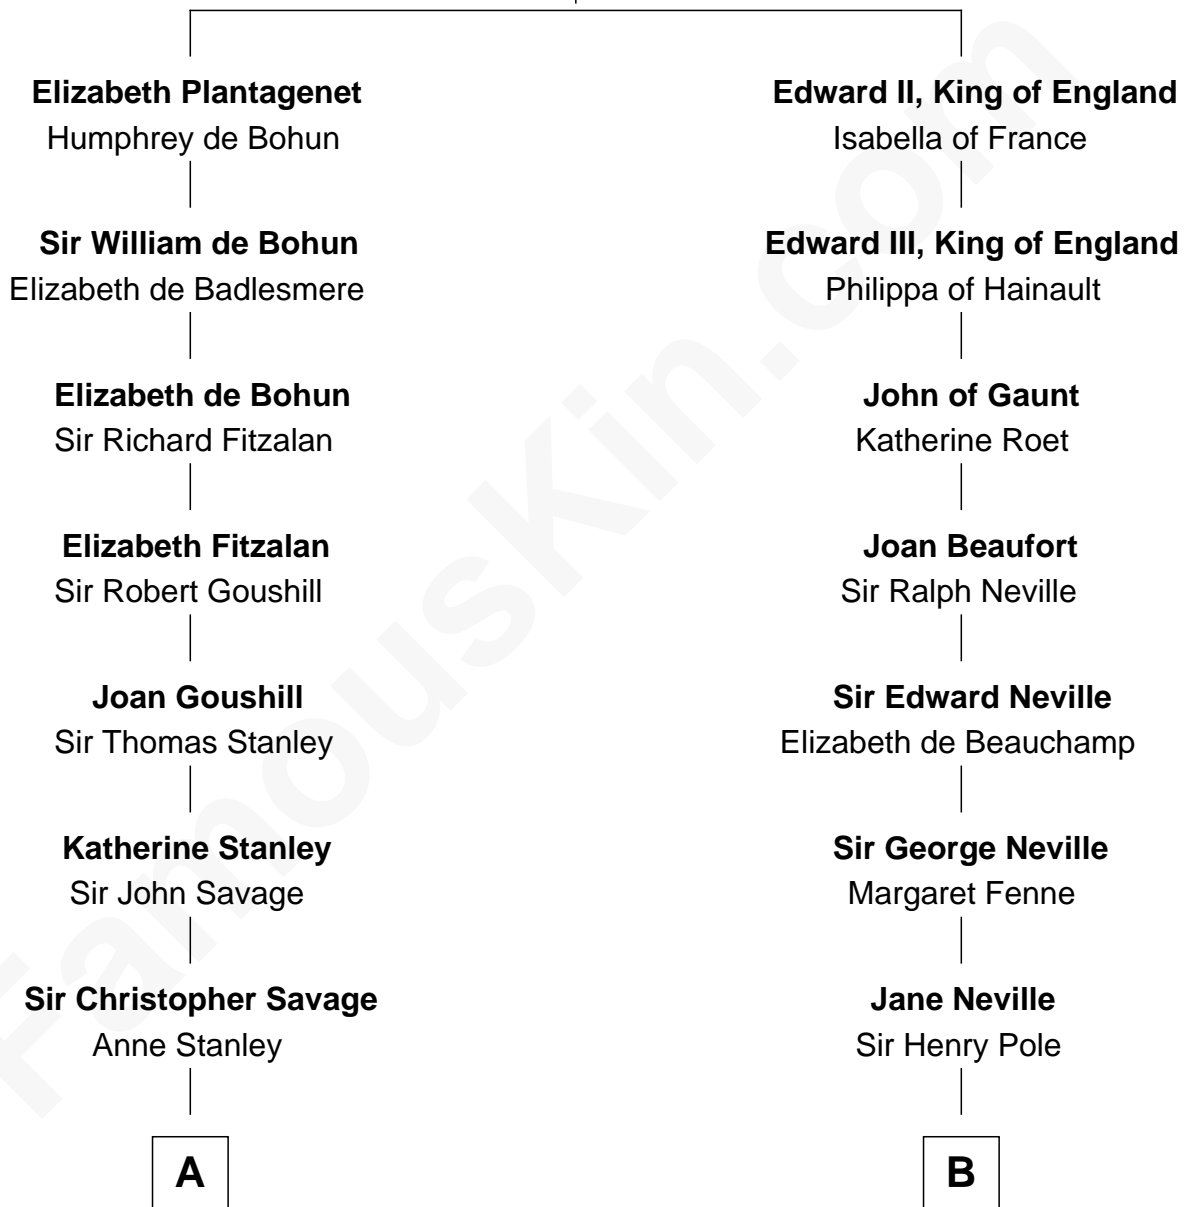 Elizabeth Plantagenet
Humphrey de Bohun
Sir William de Bohun
Elizabeth de Badlesmere
Elizabeth de Bohun
Sir Richard Fitzalan
Elizabeth Fitzalan
Sir Robert Goushill
Joan Goushill
Sir Thomas Stanley
Katherine Stanley
Sir John Savage
Sir Christopher Savage
Anne Stanley
A
Edward II, King of England
Isabella of France
Edward III, King of England
Philippa of Hainault
John of Gaunt
Katherine Roet
Joan Beaufort
Sir Ralph Neville
Sir Edward Neville
Elizabeth de Beauchamp
Sir George Neville
Margaret Fenne
Jane Neville
Sir Henry Pole
B
FamousKin.com